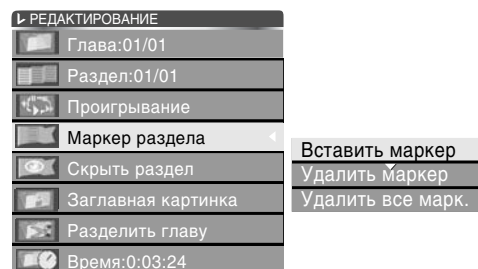 РЕДАКТИРОВАНИЕ
Глава:01/01
Раздел:01/01
Проигрывание
Маркер раздела
Скрыть раздел
Заглавная картинка
Разделить главу
Время:0:03:24
Вставить маркер
Удалить маркер
Удалить все марк.